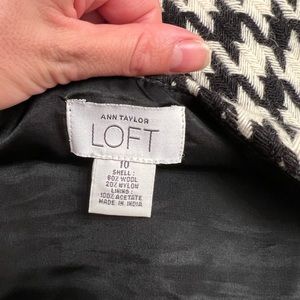 ANN TAYLOR
LOFT
10
SHELL:
80% WOOL
20% NYLON
LINING:
100% ACETATE
MADE IN INDIA